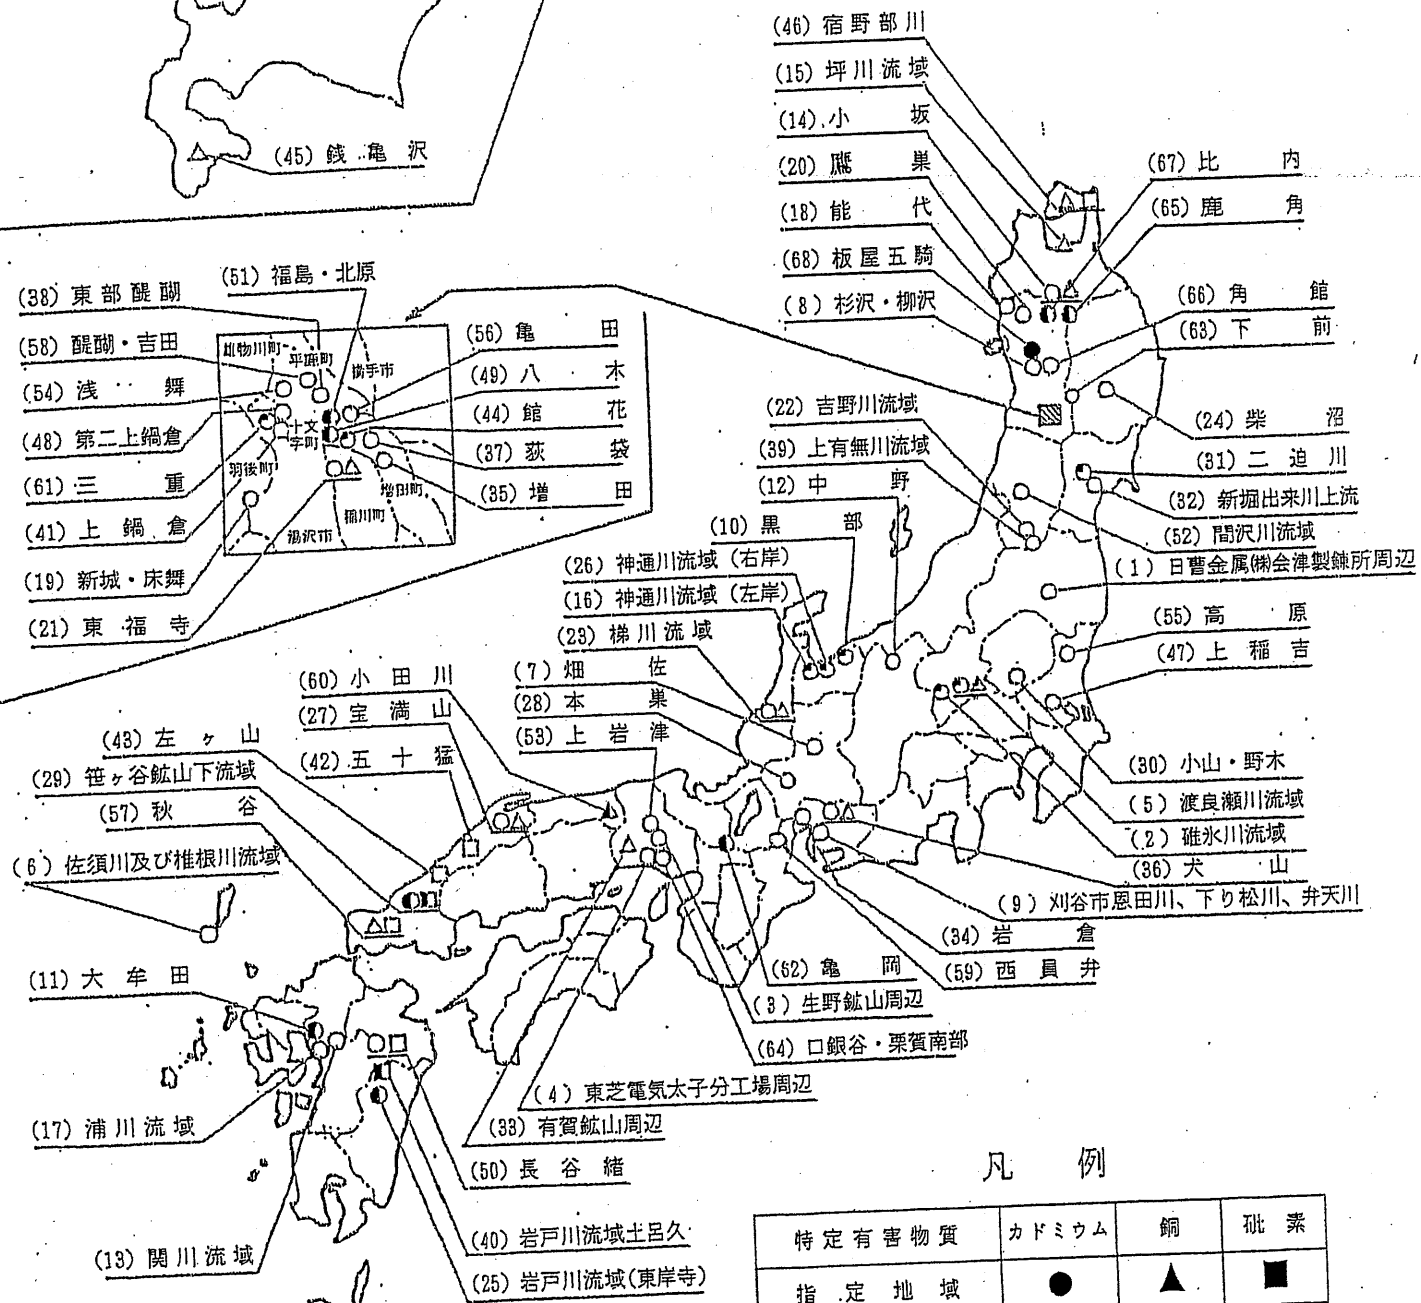 (46) 宿野部川
(15) 坪川流域
(14) 小 坂
(20) 鷹 巣
(18) 能 代
(68) 板屋五騎
(8) 杉沢・柳沢
(67) 比 内
(65) 鹿 角
(66) 角 館
(63) 下 前
(45) 銭亀沢
(51) 福島・北原
(38) 東部醍醐
(58) 醍醐・吉田
(54) 浅 舞
(48) 第二上鍋倉
(61) 三 重
(41) 上鍋倉
(19) 新城・床舞
(21) 東福寺
雄物川町
平鹿町
横手市
十文字町
羽後町
増田町
稲川町
湯沢市
(56) 亀 田
(49) 八 木
(44) 館 花
(37) 荻 袋
(35) 増 田
(22) 吉野川流域
(39) 上有無川流域
(12) 中 野
(10) 黒 部
(26) 神通川流域 (右岸)
(16) 神通川流域 (左岸)
(23) 梯川流域
(7) 畑 佐
(28) 本 巣
(53) 上岩津
(24) 柴 沼
(31) 二迫川
(32) 新堀出来川上流
(52) 間沢川流域
(1) 日曹金属㈱会津製錬所周辺
(55) 高 原
(47) 上稲吉
(60) 小田川
(27) 宝満山
(42) 五十猛
(43) 左ヶ山
(29) 笹ヶ谷鉱山下流域
(57) 秋 谷
(6) 佐須川及び椎根川流域
(30) 小山・野木
(5) 渡良瀬川流域
(2) 碓氷川流域
(36) 犬 山
(9) 刈谷市恩田川、下り松川、弁天川
(34) 岩 倉
(59) 西員弁
(62) 亀 岡
(3) 生野鉱山周辺
(64) 口銀谷・栗賀南部
(4) 東芝電気太子分工場周辺
(33) 有賀鉱山周辺
(50) 長谷緒
(40) 岩戸川流域土呂久
(25) 岩戸川流域(東岸寺)
(11) 大牟田
(17) 浦川流域
(13) 関川流域
凡 例
特定有害物質 カドミウム 銅 砒素
指定地域 ● ▲ ■